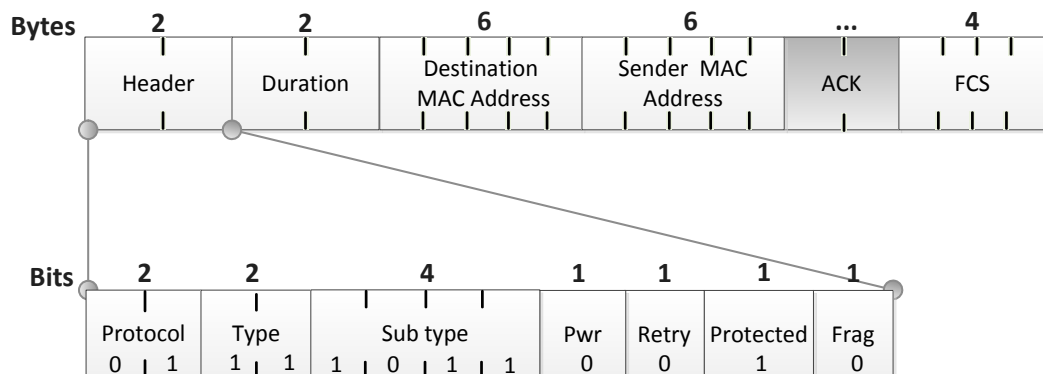 Bytes 2 2 6 6 ... 4
Header Duration Destination MAC Address Sender MAC Address ACK FCS
Bits 2 2 4 1 1 1 1
Protocol Type Sub type Pwr Retry Protected Frag
0 1 1 1 1 0 1 1 0 0 1 0